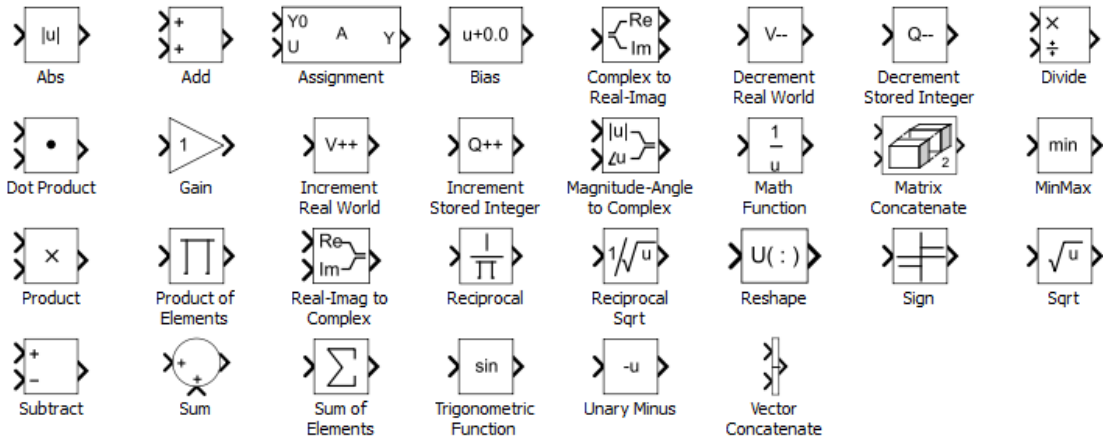 |u|
Abs
+
+
Add
Y0
U
A
Y
Assignment
u+0.0
Bias
Re
Im
Complex to
Real-Imag
V--
Decrement
Real World
Q--
Decrement
Stored Integer
×
÷
Divide
•
Dot Product
1
Gain
V++
Increment
Real World
Q++
Increment
Stored Integer
|u|
∠u
Magnitude-Angle
to Complex
1
u
Math
Function
2
Matrix
Concatenate
min
MinMax
×
Product
∏
Product of
Elements
Re
Im
Real-Imag to
Complex
1
∏
Reciprocal
1/√u
Reciprocal
Sqrt
U( : )
Reshape
Sign
√u
Sqrt
+
−
Subtract
+
+
Sum
∑
Sum of
Elements
sin
Trigonometric
Function
-u
Unary Minus
Vector
Concatenate